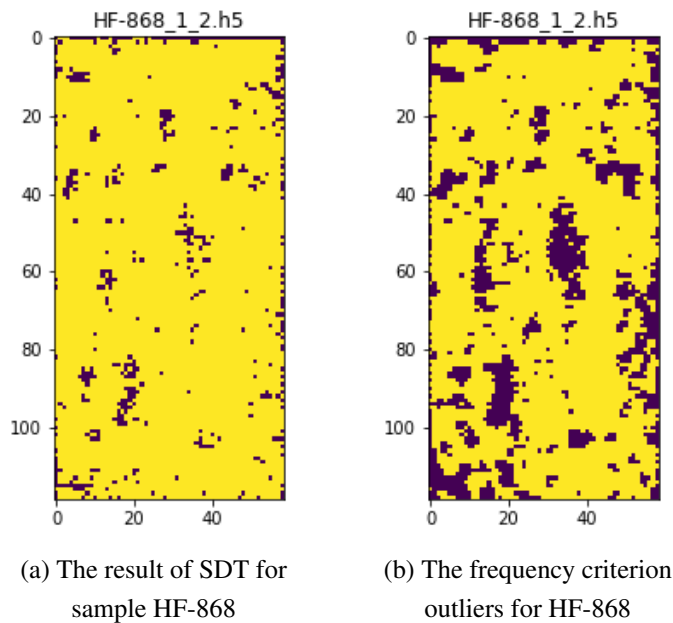 HF-868_1_2.h5
0
20
40
60
80
100
0 20 40
(a) The result of SDT for
sample HF-868
HF-868_1_2.h5
0
20
40
60
80
100
0 20 40
(b) The frequency criterion
outliers for HF-868